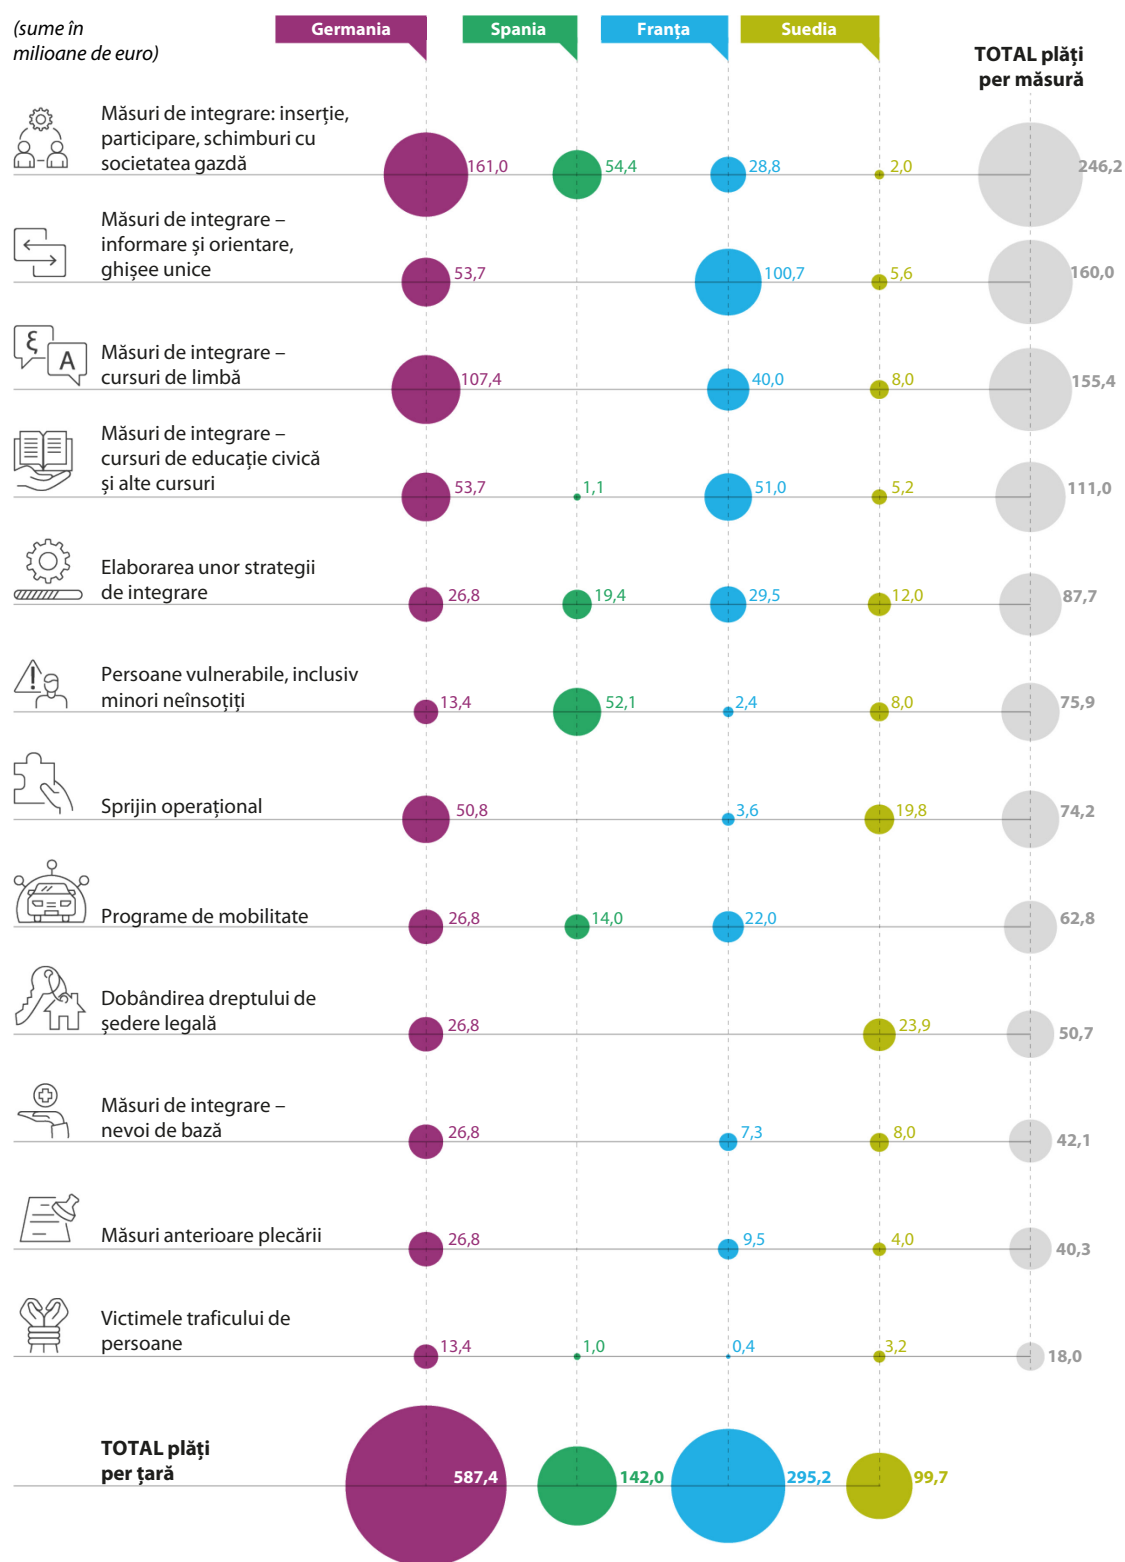 (sume în
milioane de euro)
Germania
Spania
Franța
Suedia
TOTAL plăți
per măsură
Măsuri de integrare: inserție,
participare, schimburi cu
societatea gazdă
161,0
54,4
28,8
2,0
246,2
Măsuri de integrare –
informare și orientare,
ghișee unice
53,7
100,7
5,6
160,0
ξ
A
Măsuri de integrare –
cursuri de limbă
107,4
40,0
8,0
155,4
Măsuri de integrare –
cursuri de educație civică
și alte cursuri
53,7
1,1
51,0
5,2
111,0
Elaborarea unor strategii
de integrare
26,8
19,4
29,5
12,0
87,7
Persoane vulnerabile, inclusiv
minori neînsoțiți
13,4
52,1
2,4
8,0
75,9
Sprijin operațional
50,8
3,6
19,8
74,2
Programe de mobilitate
26,8
14,0
22,0
62,8
Dobândirea dreptului de
ședere legală
26,8
23,9
50,7
Măsuri de integrare –
nevoi de bază
26,8
7,3
8,0
42,1
Măsuri anterioare plecării
26,8
9,5
4,0
40,3
Victimele traficului de
persoane
13,4
1,0
0,4
3,2
18,0
TOTAL plăți
per țară
587,4
142,0
295,2
99,7